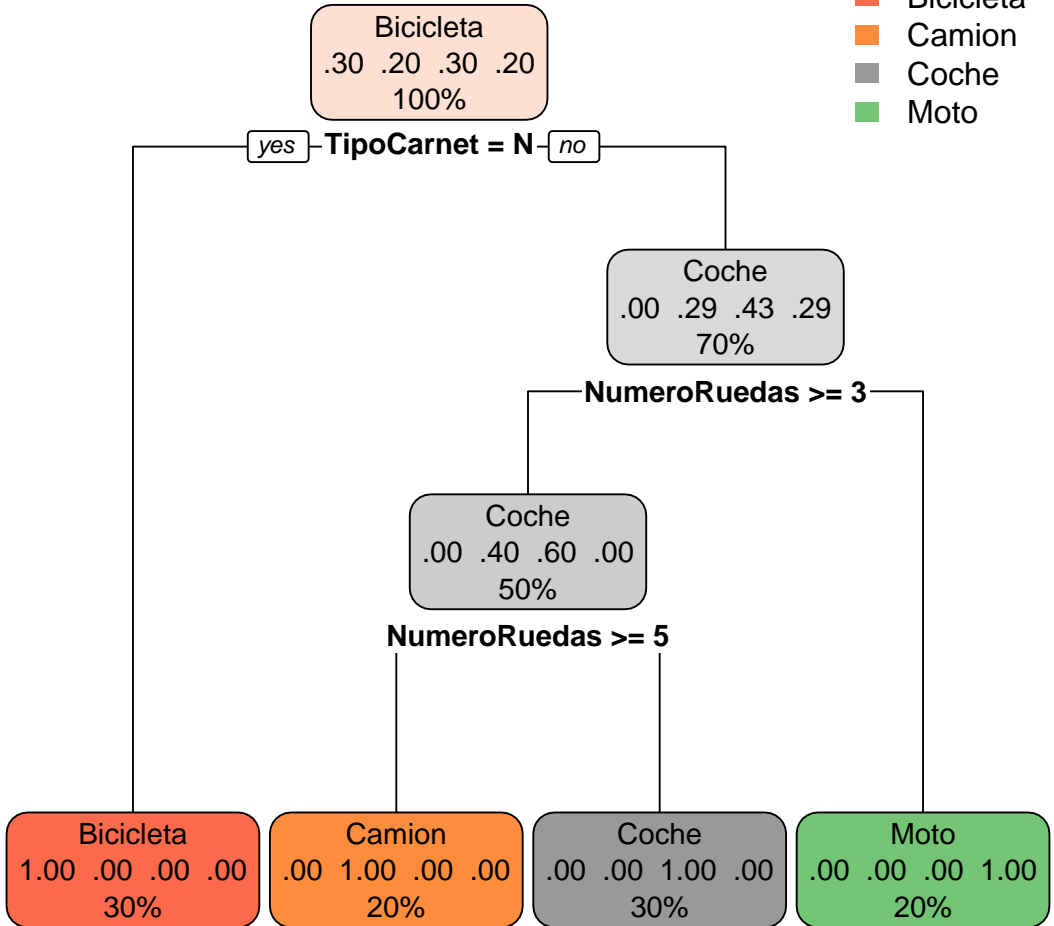 Bicicleta
.30 .20 .30 .20
100%
Bicicleta
Camion
Coche
Moto
yes TipoCarnet = N no
Coche
.00 .29 .43 .29
70%
NumeroRuedas >= 3
Coche
.00 .40 .60 .00
50%
NumeroRuedas >= 5
Bicicleta
1.00 .00 .00 .00
30%
Camion
.00 1.00 .00 .00
20%
Coche
.00 .00 1.00 .00
30%
Moto
.00 .00 .00 1.00
20%